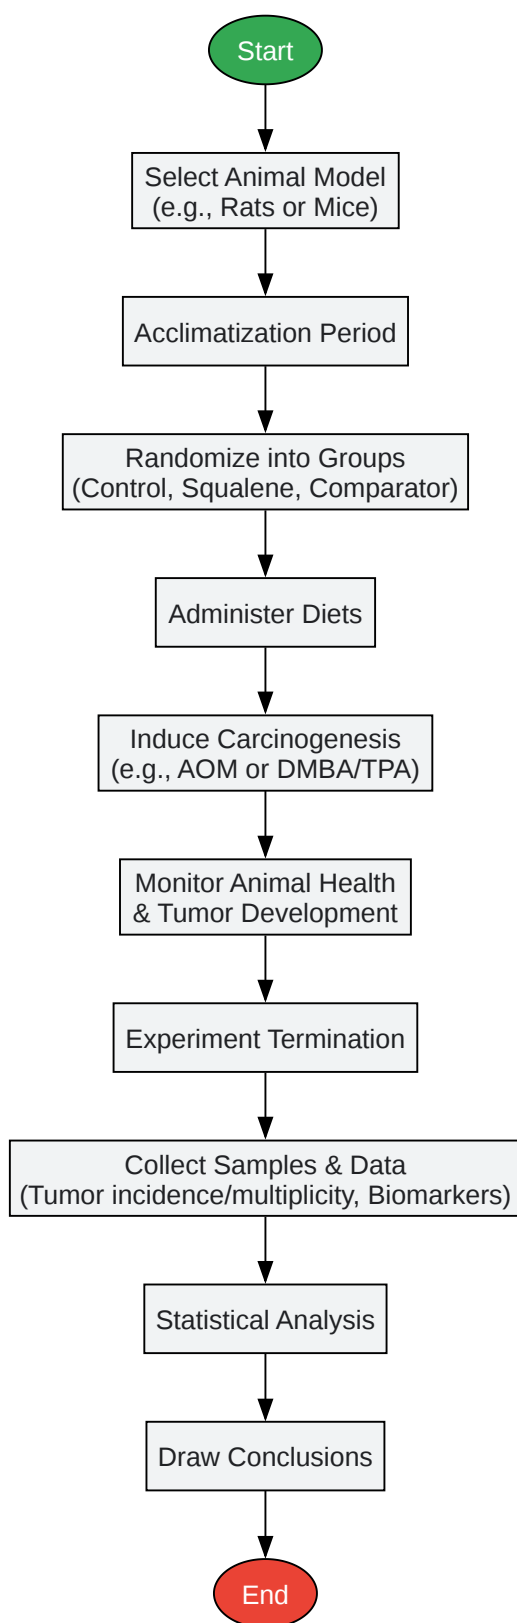 Start
Select Animal Model
(e.g., Rats or Mice)
Acclimatization Period
Randomize into Groups
(Control, Squalene, Comparator)
Administer Diets
Induce Carcinogenesis
(e.g., AOM or DMBA/TPA)
Monitor Animal Health
& Tumor Development
Experiment Termination
Collect Samples & Data
(Tumor incidence/multiplicity, Biomarkers)
Statistical Analysis
Draw Conclusions
End